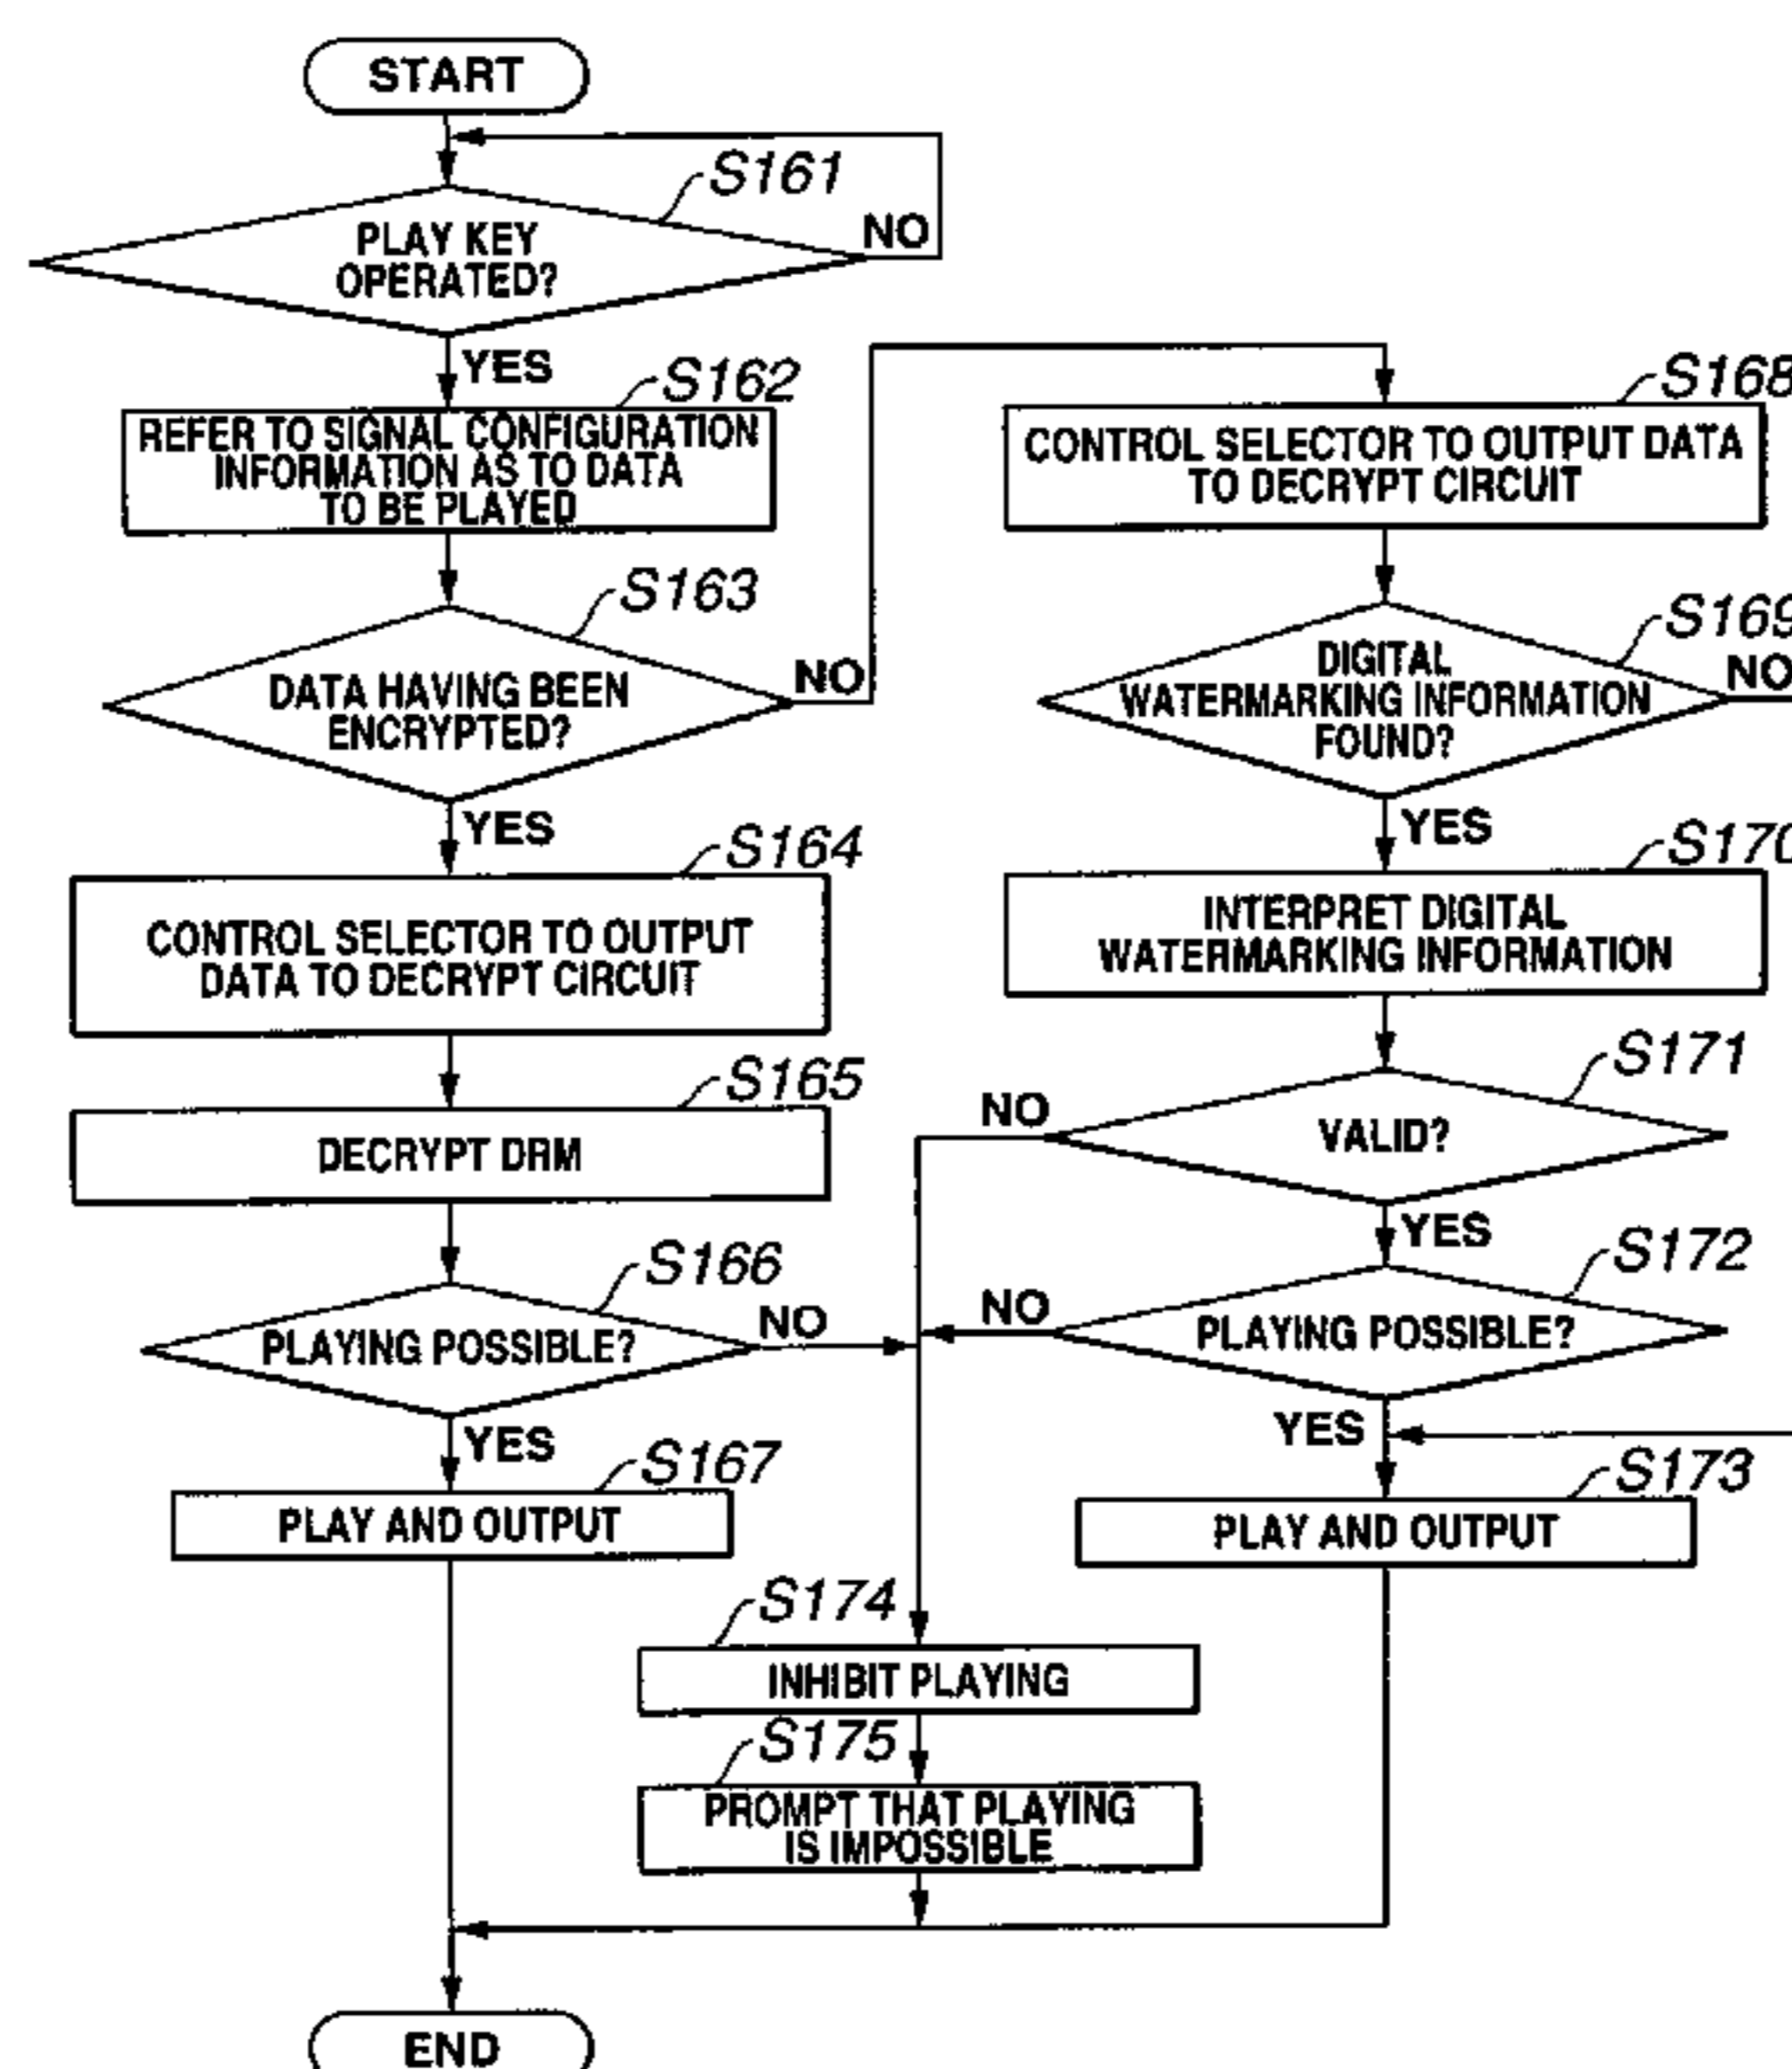 START
S161
PLAY KEY
OPERATED?
NO
YES
S162
REFER TO SIGNAL CONFIGURATION
INFORMATION AS TO DATA
TO BE PLAYED
S163
DATA HAVING BEEN
ENCRYPTED?
NO
YES
S164
CONTROL SELECTOR TO OUTPUT
DATA TO DECRYPT CIRCUIT
S165
DECRYPT DRM
S166
PLAYING POSSIBLE?
NO
YES
S167
PLAY AND OUTPUT
S168
CONTROL SELECTOR TO OUTPUT DATA
TO DECRYPT CIRCUIT
S169
DIGITAL
WATERMARKING INFORMATION
FOUND?
NO
YES
S170
INTERPRET DIGITAL
WATERMARKING INFORMATION
S171
VALID?
NO
YES
S172
PLAYING POSSIBLE?
NO
YES
S173
PLAY AND OUTPUT
S174
INHIBIT PLAYING
S175
PROMPT THAT PLAYING
IS IMPOSSIBLE
END